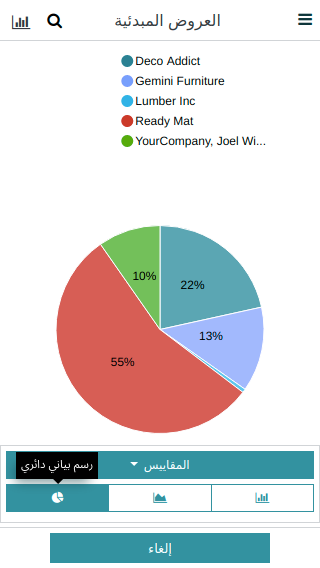 العروض المبدئية
Deco Addict
Gemini Furniture
Lumber Inc
Ready Mat
YourCompany, Joel Wi...
10%
22%
13%
55%
المقاييس
رسم بياني دائري
إلغاء